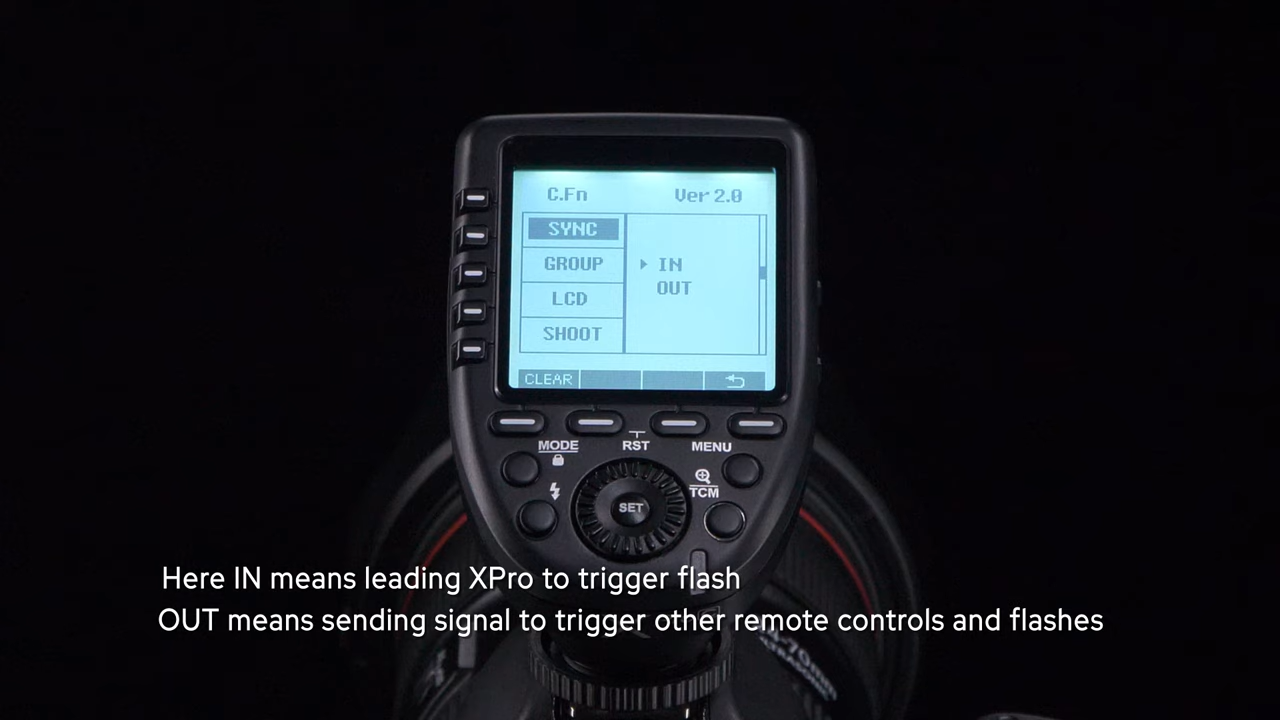 C.Fn Ver 2.0
SYNC
GROUP
IN
OUT
LCD
SHOOT
CLEAR
MODE RST MENU
TCM
SET
Here IN means leading XPro to trigger flash
OUT means sending signal to trigger other remote controls and flashes
-70mm